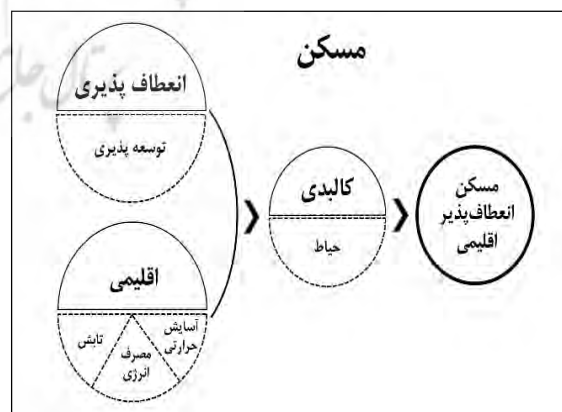 مسکن
انعطاف پذیری
توسعه پذیری
اقلیمی
تابش
مصرف
انرژی
آسایش
حرارتی
کالبدی
حیاط
مسکن
انعطاف‌پذیر
اقلیمی